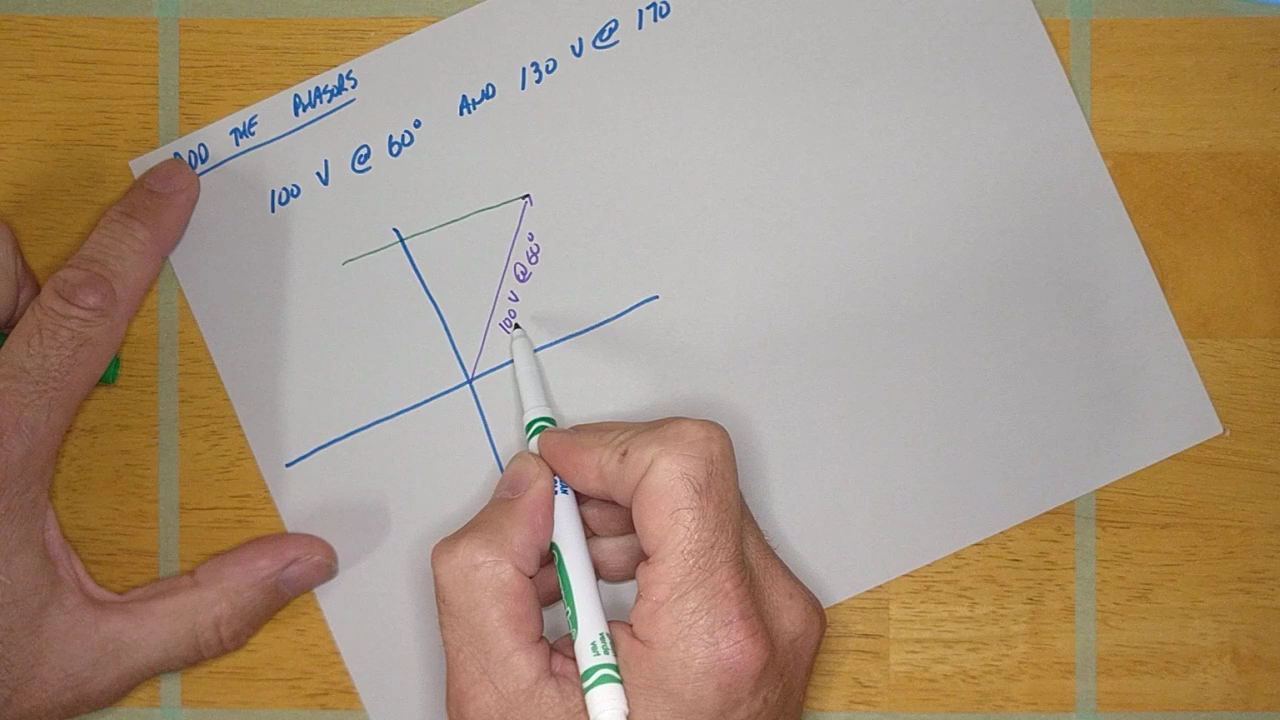 ADD THE PHASORS
100 V @ 60° AND 130 V @ 170
100 V @ 60°